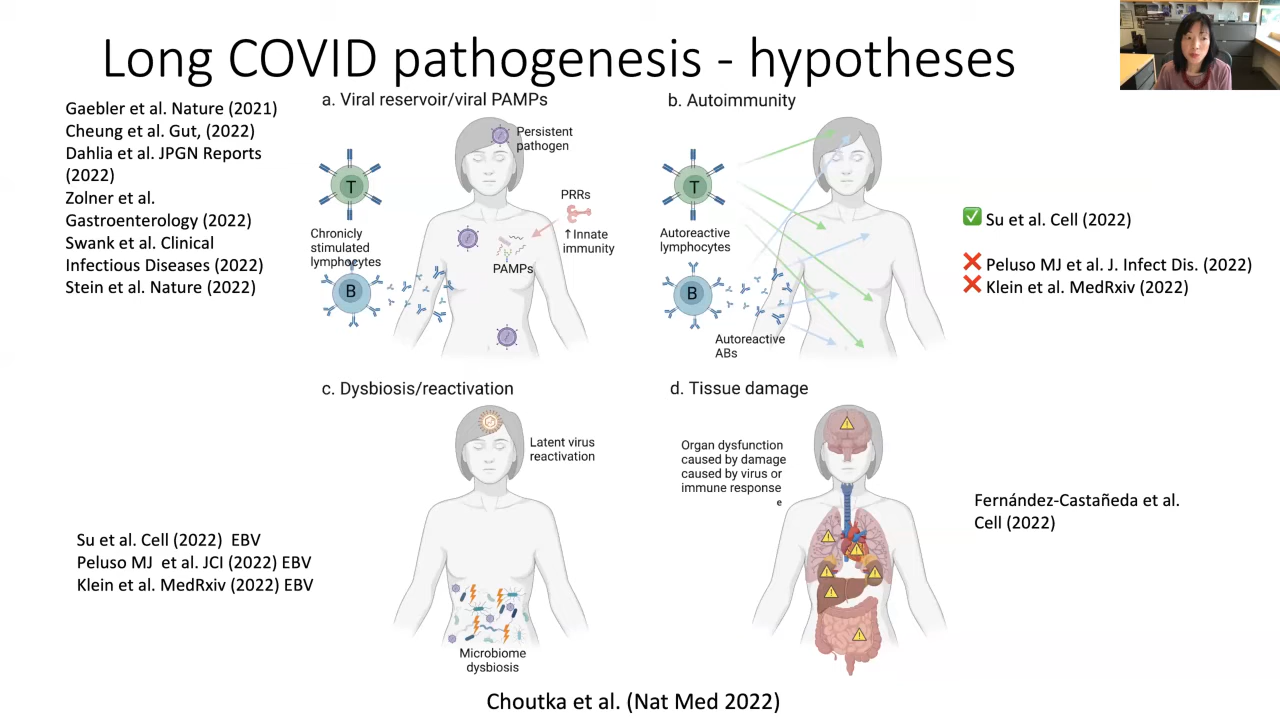 Long COVID pathogenesis - hypotheses
Gaebler et al. Nature (2021)
Cheung et al. Gut, (2022)
Dahlia et al. JPGN Reports
(2022)
Zolner et al.
Gastroenterology (2022)
Swank et al. Clinical
Infectious Diseases (2022)
Stein et al. Nature (2022)
a. Viral reservoir/viral PAMPs
Persistent
pathogen
T
PRRs
↑Innate
immunity
Chronicly
stimulated
lymphocytes
PAMPs
B
b. Autoimmunity
T
Autoreactive
lymphocytes
B
Autoreactive
ABs
✅ Su et al. Cell (2022)
❌ Peluso MJ et al. J. Infect Dis. (2022)
❌ Klein et al. MedRxiv (2022)
c. Dysbiosis/reactivation
Latent virus
reactivation
Su et al. Cell (2022) EBV
Peluso MJ et al. JCI (2022) EBV
Klein et al. MedRxiv (2022) EBV
Microbiome
dysbiosis
d. Tissue damage
Organ dysfunction
caused by damage
caused by virus or
immune response
e
Fernández-Castañeda et al.
Cell (2022)
Choutka et al. (Nat Med 2022)